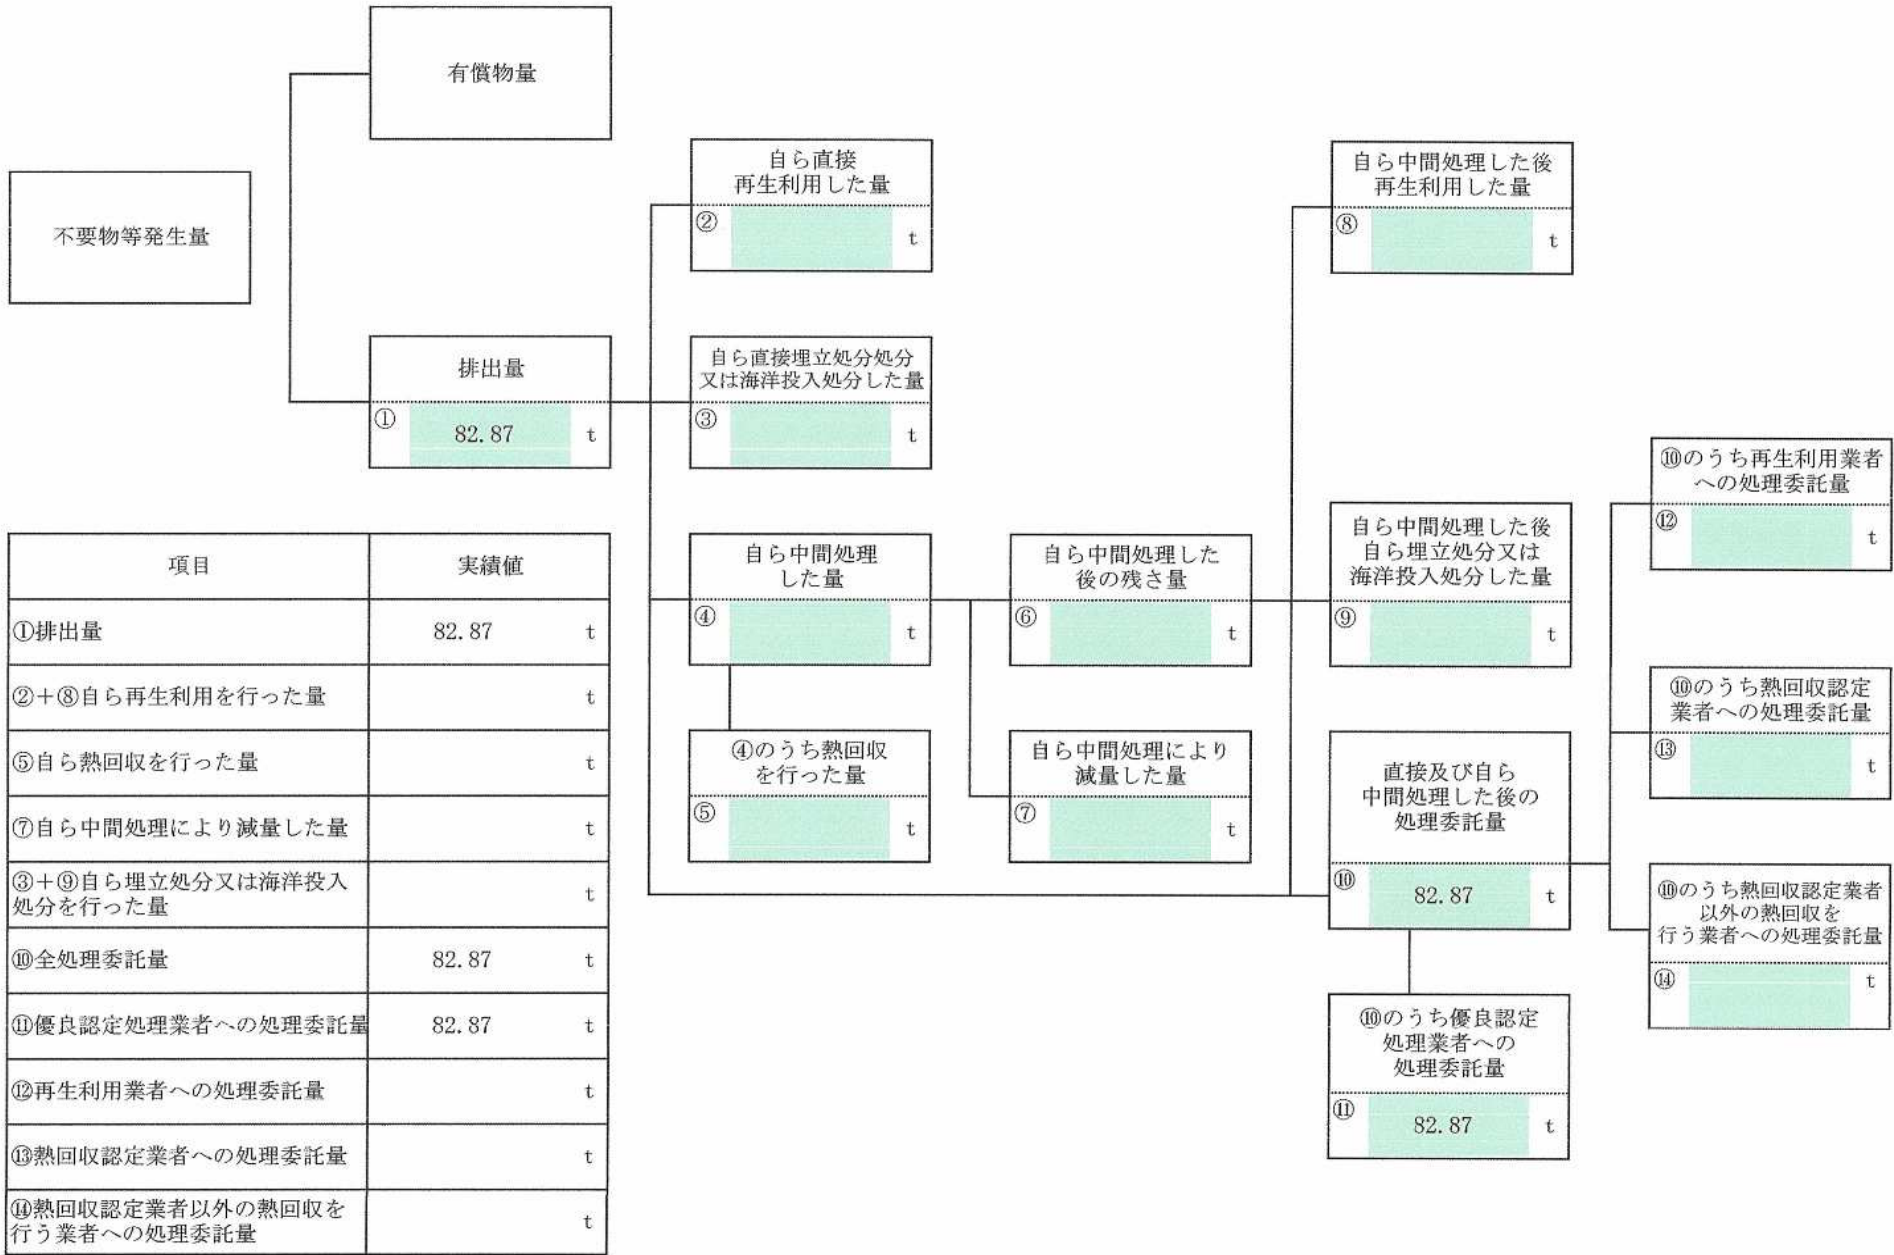 有償物量
不要物等発生量
排出量
① 82.87 t
自ら直接
再生利用した量
② t
自ら直接埋立処分処分
又は海洋投入処分した量
③ t
自ら中間処理
した量
④ t
④のうち熱回収
を行った量
⑤ t
自ら中間処理した
後の残さ量
⑥ t
自ら中間処理により
減量した量
⑦ t
自ら中間処理した後
再生利用した量
⑧ t
自ら中間処理した後
自ら埋立処分又は
海洋投入処分した量
⑨ t
直接及び自ら
中間処理した後の
処理委託量
⑩ 82.87 t
⑩のうち優良認定
処理業者への
処理委託量
⑪ 82.87 t
⑩のうち再生利用業者
への処理委託量
⑫ t
⑩のうち熱回収認定
業者への処理委託量
⑬ t
⑩のうち熱回収認定業者
以外の熱回収を
行う業者への処理委託量
⑭ t
項目 実績値
①排出量 82.87 t
②+⑧自ら再生利用を行った量 t
⑤自ら熱回収を行った量 t
⑦自ら中間処理により減量した量 t
③+⑨自ら埋立処分又は海洋投入
処分を行った量 t
⑩全処理委託量 82.87 t
⑪優良認定処理業者への処理委託量 82.87 t
⑫再生利用業者への処理委託量 t
⑬熱回収認定業者への処理委託量 t
⑭熱回収認定業者以外の熱回収を
行う業者への処理委託量 t